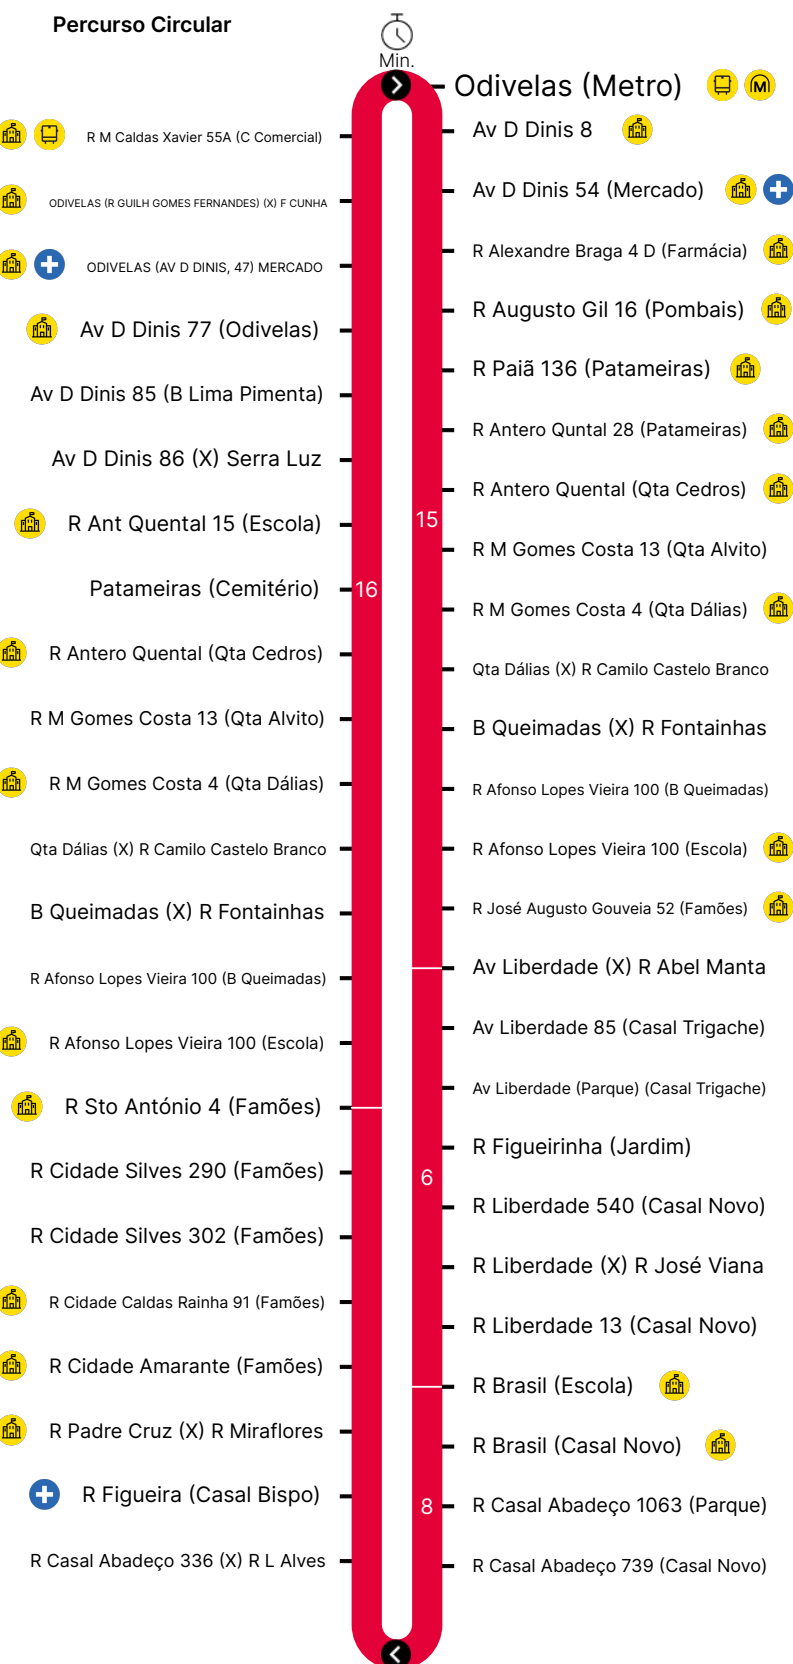 Percurso Circular
Min.
Odivelas (Metro)
Av D Dinis 8
Av D Dinis 54 (Mercado)
R Alexandre Braga 4 D (Farmácia)
R Augusto Gil 16 (Pombais)
R Paiã 136 (Patameiras)
R Antero Quntal 28 (Patameiras)
R Antero Quental (Qta Cedros)
15
R M Gomes Costa 13 (Qta Alvito)
R M Gomes Costa 4 (Qta Dálias)
Qta Dálias (X) R Camilo Castelo Branco
B Queimadas (X) R Fontainhas
R Afonso Lopes Vieira 100 (B Queimadas)
R Afonso Lopes Vieira 100 (Escola)
R José Augusto Gouveia 52 (Famões)
Av Liberdade (X) R Abel Manta
Av Liberdade 85 (Casal Trigache)
Av Liberdade (Parque) (Casal Trigache)
R Figueirinha (Jardim)
6
R Liberdade 540 (Casal Novo)
R Liberdade (X) R José Viana
R Liberdade 13 (Casal Novo)
R Brasil (Escola)
R Brasil (Casal Novo)
8
R Casal Abadeço 1063 (Parque)
R Casal Abadeço 739 (Casal Novo)
R M Caldas Xavier 55A (C Comercial)
ODIVELAS (R GUILH GOMES FERNANDES) (X) F CUNHA
ODIVELAS (AV D DINIS, 47) MERCADO
Av D Dinis 77 (Odivelas)
Av D Dinis 85 (B Lima Pimenta)
Av D Dinis 86 (X) Serra Luz
R Ant Quental 15 (Escola)
Patameiras (Cemitério)
16
R Antero Quental (Qta Cedros)
R M Gomes Costa 13 (Qta Alvito)
R M Gomes Costa 4 (Qta Dálias)
Qta Dálias (X) R Camilo Castelo Branco
B Queimadas (X) R Fontainhas
R Afonso Lopes Vieira 100 (B Queimadas)
R Afonso Lopes Vieira 100 (Escola)
R Sto António 4 (Famões)
R Cidade Silves 290 (Famões)
R Cidade Silves 302 (Famões)
R Cidade Caldas Rainha 91 (Famões)
R Cidade Amarante (Famões)
R Padre Cruz (X) R Miraflores
R Figueira (Casal Bispo)
R Casal Abadeço 336 (X) R L Alves